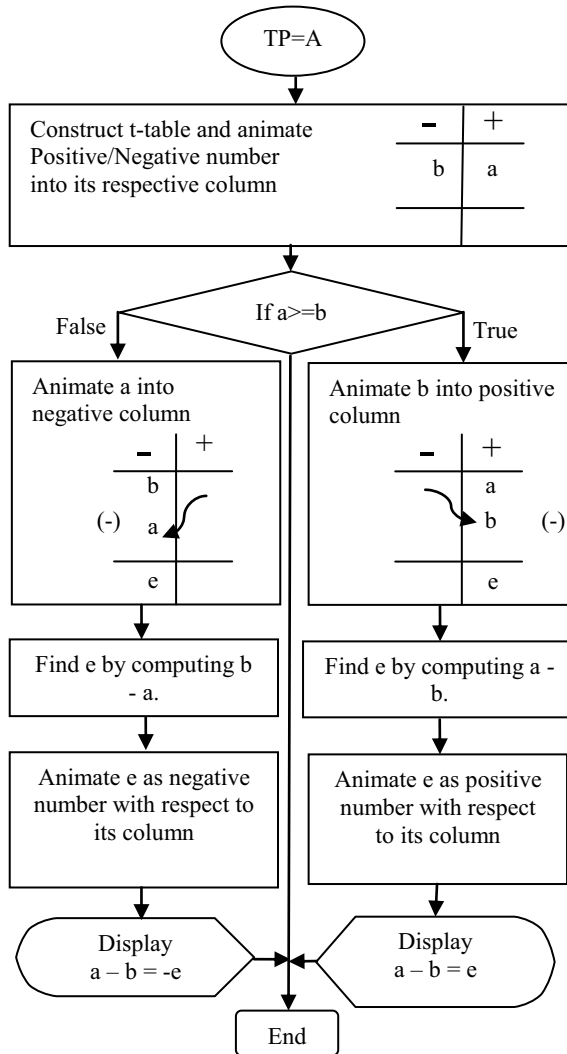 TP=A
Construct t-table and animate
Positive/Negative number
into its respective column
- +
b a
If a>=b
False
True
Animate a into
negative column
- +
b
(-) a
e
Animate b into positive
column
- +
a
b (-)
e
Find e by computing b
- a.
Find e by computing a -
b.
Animate e as negative
number with respect to
its column
Animate e as positive
number with respect
to its column
Display
a – b = -e
Display
a – b = e
End